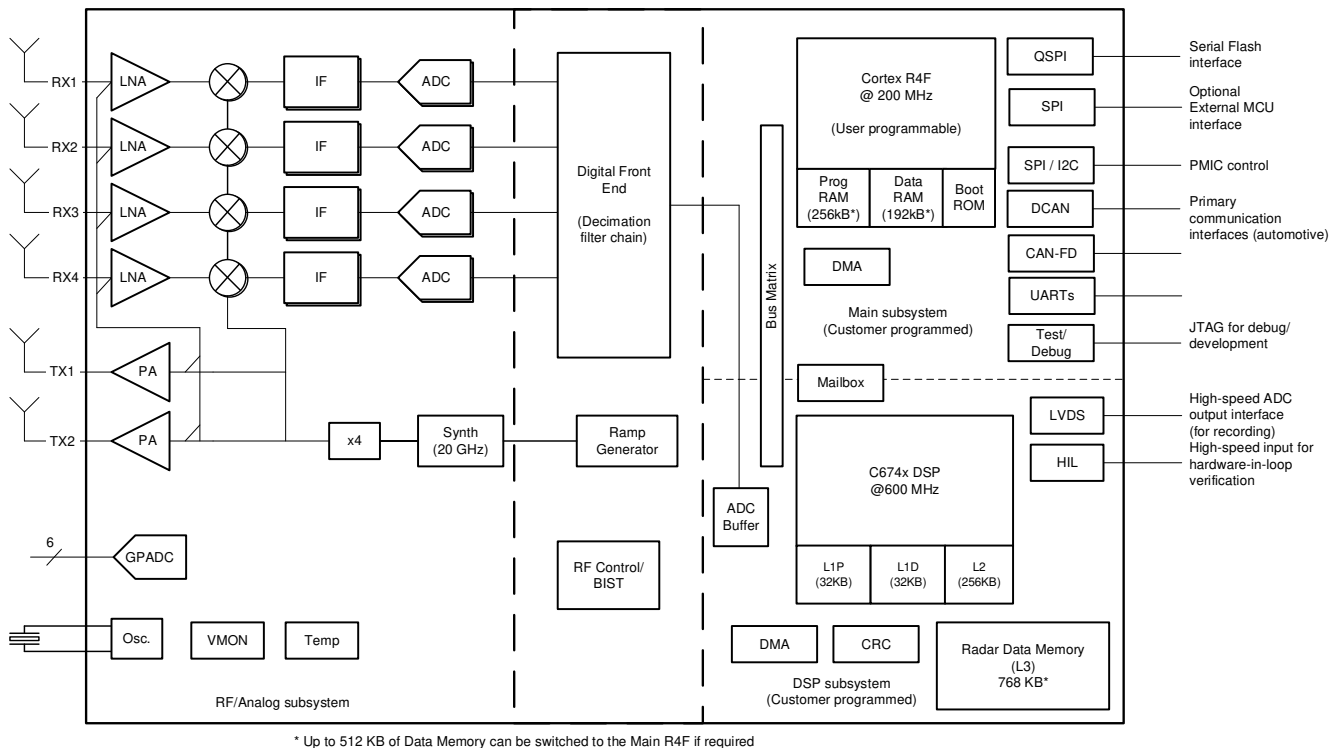 RX1
LNA
IF
ADC
RX2
LNA
IF
ADC
RX3
LNA
IF
ADC
RX4
LNA
IF
ADC
TX1
PA
TX2
PA
x4
Synth
(20 GHz)
Ramp
Generator
Digital Front
End
(Decimation
filter chain)
6
GPADC
RF Control/
BIST
Osc.
VMON
Temp
RF/Analog subsystem
Bus Matrix
ADC
Buffer
Cortex R4F
@ 200 MHz
(User programmable)
Prog
RAM
(256kB*)
Data
RAM
(192kB*)
Boot
ROM
DMA
Main subsystem
(Customer programmed)
Mailbox
QSPI
Serial Flash
interface
SPI
Optional
External MCU
interface
SPI / I2C
PMIC control
DCAN
Primary
communication
interfaces (automotive)
CAN-FD
UARTs
Test/
Debug
JTAG for debug/
development
LVDS
High-speed ADC
output interface
(for recording)
HIL
High-speed input for
hardware-in-loop
verification
C674x DSP
@600 MHz
L1P
(32KB)
L1D
(32KB)
L2
(256KB)
DMA
CRC
DSP subsystem
(Customer programmed)
Radar Data Memory
(L3)
768 KB*
* Up to 512 KB of Data Memory can be switched to the Main R4F if required